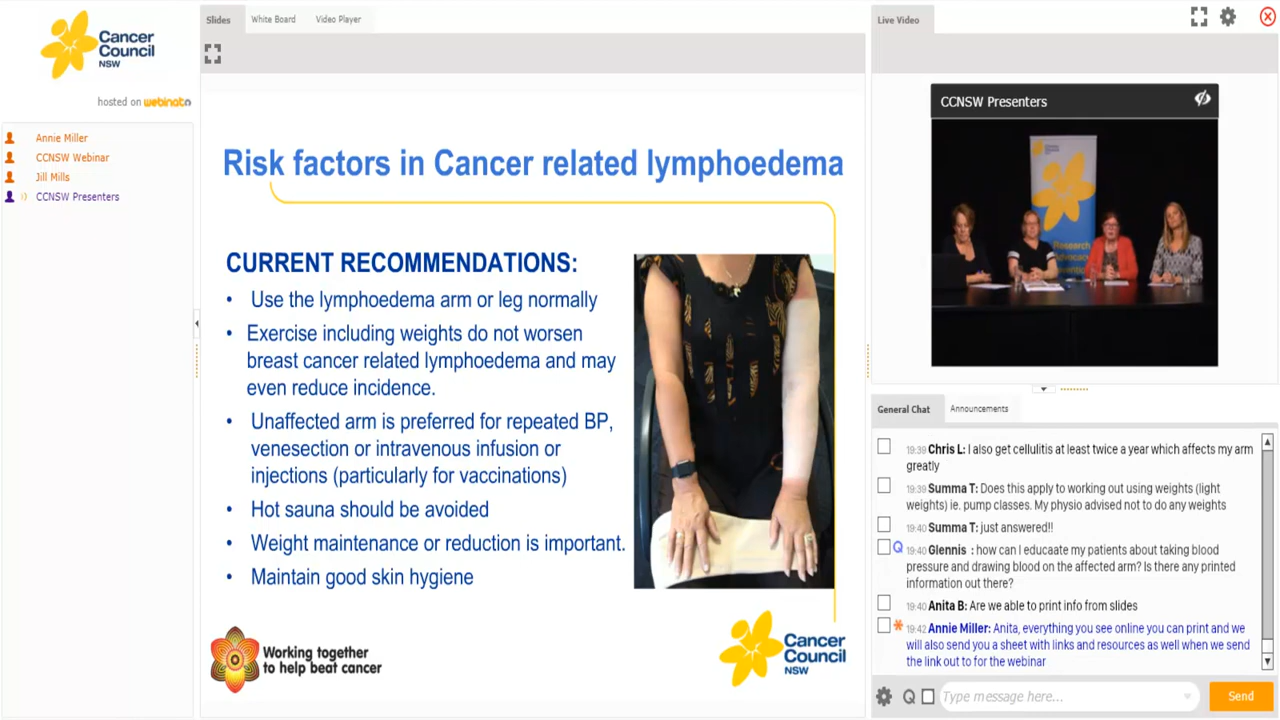 Cancer
Council
NSW
hosted on webinato
Annie Miller
CCNSW Webinar
Jill Mills
CCNSW Presenters
Slides
White Board
Video Player
Risk factors in Cancer related lymphoedema
CURRENT RECOMMENDATIONS:
• Use the lymphoedema arm or leg normally
• Exercise including weights do not worsen
breast cancer related lymphoedema and may
even reduce incidence.
• Unaffected arm is preferred for repeated BP,
venesection or intravenous infusion or
injections (particularly for vaccinations)
• Hot sauna should be avoided
• Weight maintenance or reduction is important.
• Maintain good skin hygiene
Working together
to help beat cancer
Cancer
Council
NSW
Live Video
CCNSW Presenters
Research
General Chat
Announcements
19:39 Chris L: I also get cellulitis at least twice a year which affects my arm
greatly
19:39 Summa T: Does this apply to working out using weights (light
weights) ie. pump classes. My physio advised not to do any weights
19:40 Summa T: just answered!!
Q 19:40 Glennis : how can I educaate my patients about taking blood
pressure and drawing blood on the affected arm? Is there any printed
information out there?
19:40 Anita B: Are we able to print info from slides
* 19:42 Annie Miller: Anita, everything you see online you can print and we
will also send you a sheet with links and resources as well when we send
the link out to for the webinar
Q
Type message here...
Send